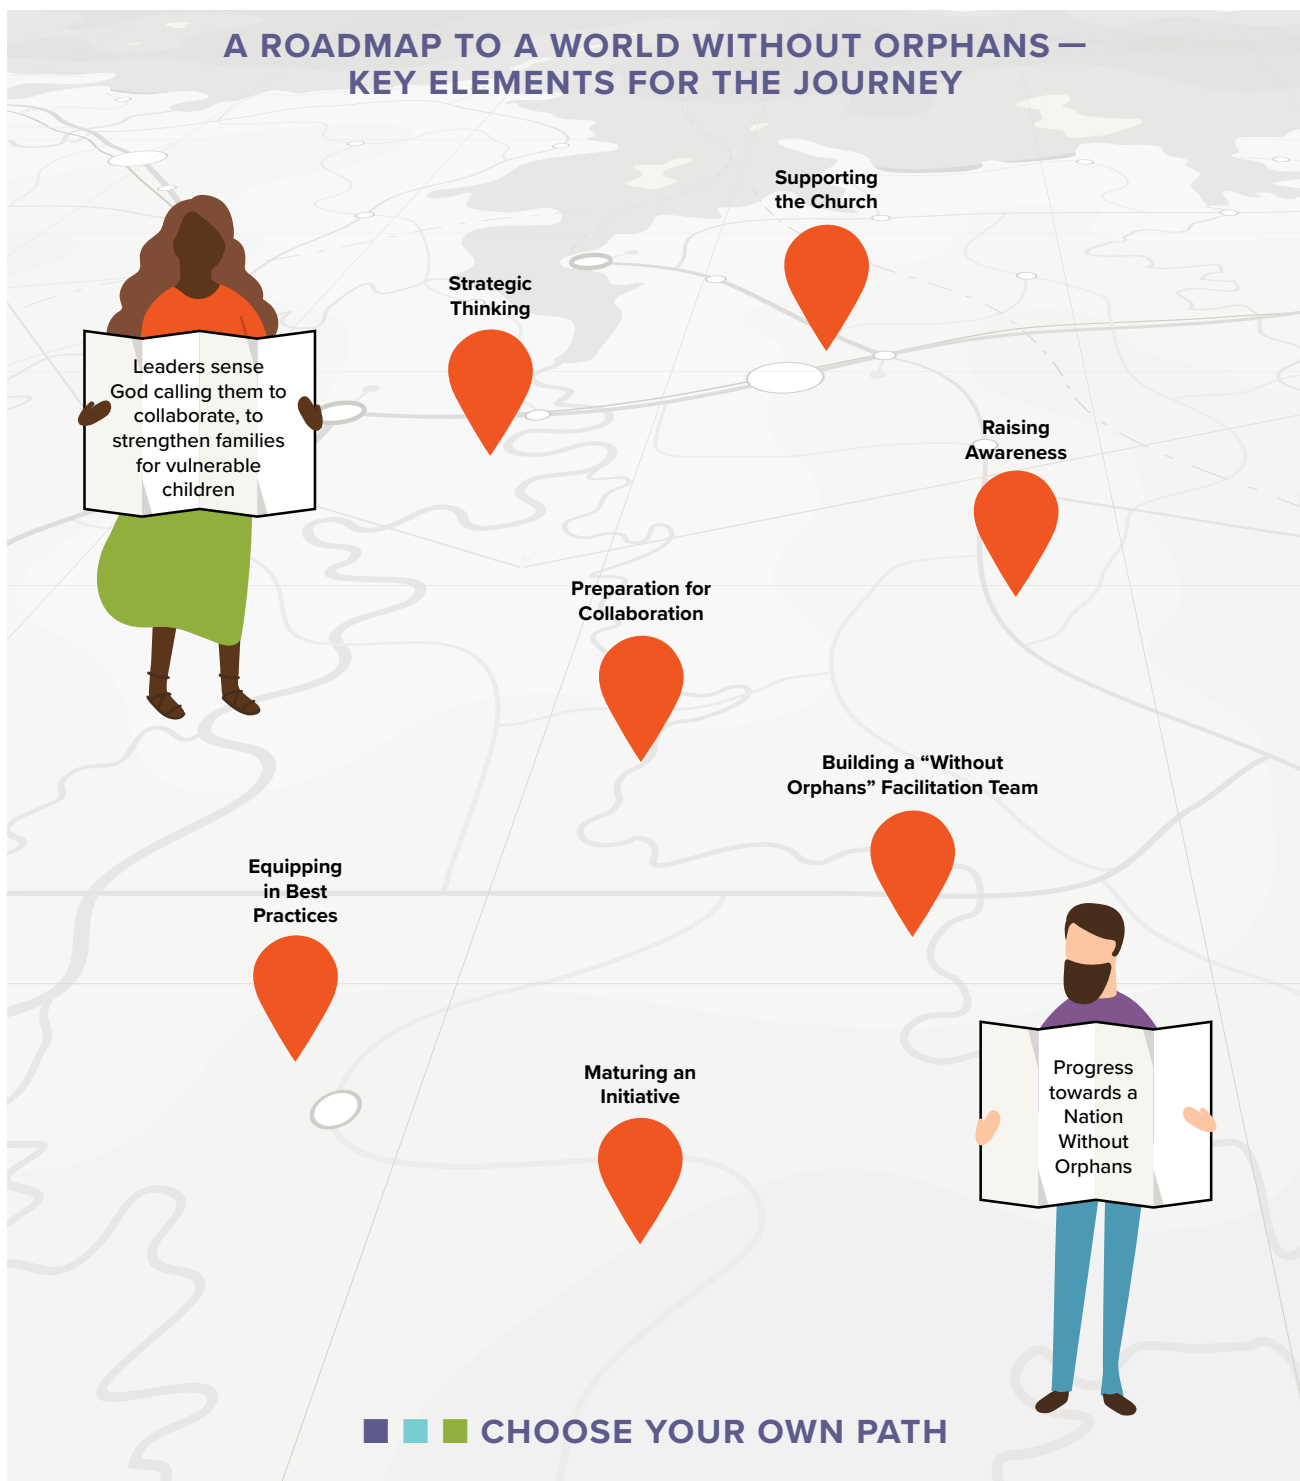 A ROADMAP TO A WORLD WITHOUT ORPHANS —
KEY ELEMENTS FOR THE JOURNEY
Supporting
the Church
Strategic
Thinking
Leaders sense
God calling them to
collaborate, to
strengthen families
for vulnerable
children
Raising
Awareness
Preparation for
Collaboration
Building a “Without
Orphans” Facilitation Team
Equipping
in Best
Practices
Maturing an
Initiative
Progress
towards a
Nation
Without
Orphans
CHOOSE YOUR OWN PATH